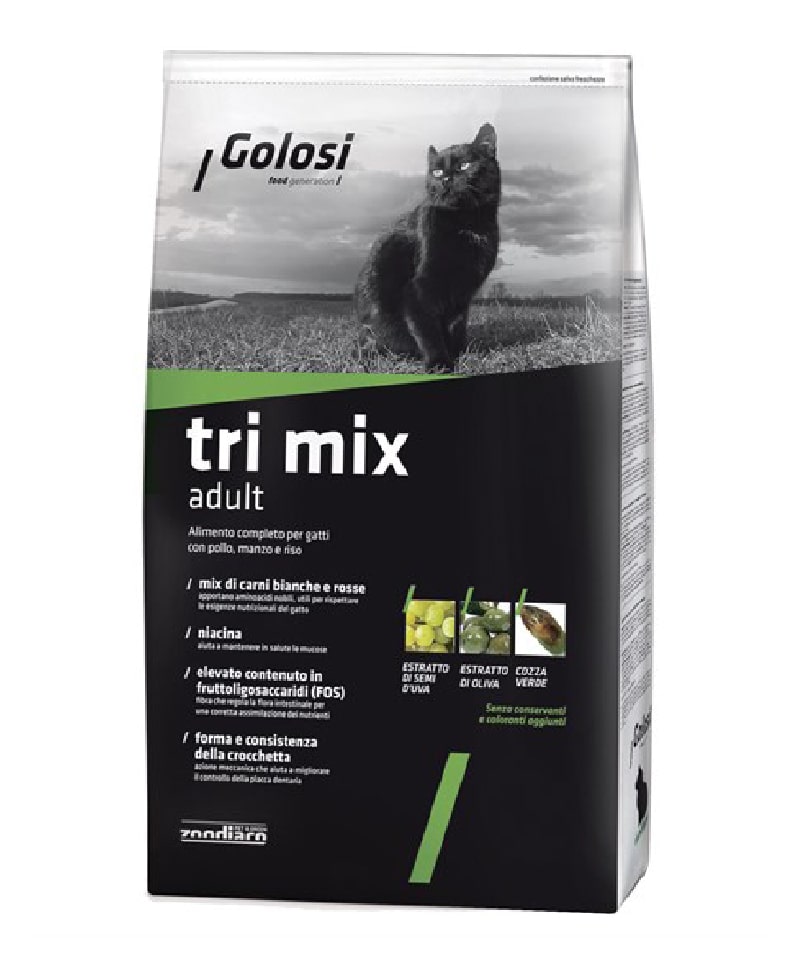 confezione salva freschezza
Golosi
food generation
tri mix
adult
Alimento completo per gatti
con pollo, manzo e riso
/ mix di carni bianche e rosse
apportano aminoacidi nobili, utili per rispettare
le esigenze nutrizionali del gatto
/ niacina
aiuta a mantenere in salute le mucose
/ elevato contenuto in
fruttoligosaccaridi (FOS)
fibra che regola la flora intestinale per
una corretta assimilazione dei nutrienti
/ forma e consistenza
della crocchetta
azione meccanica che aiuta a migliorare
il controllo della placca dentaria
ESTRATTO
DI SEMI
D'UVA
ESTRATTO
DI OLIVA
COZZA
VERDE
Senza conservanti
e coloranti aggiunti
zoodiaco
Golosi